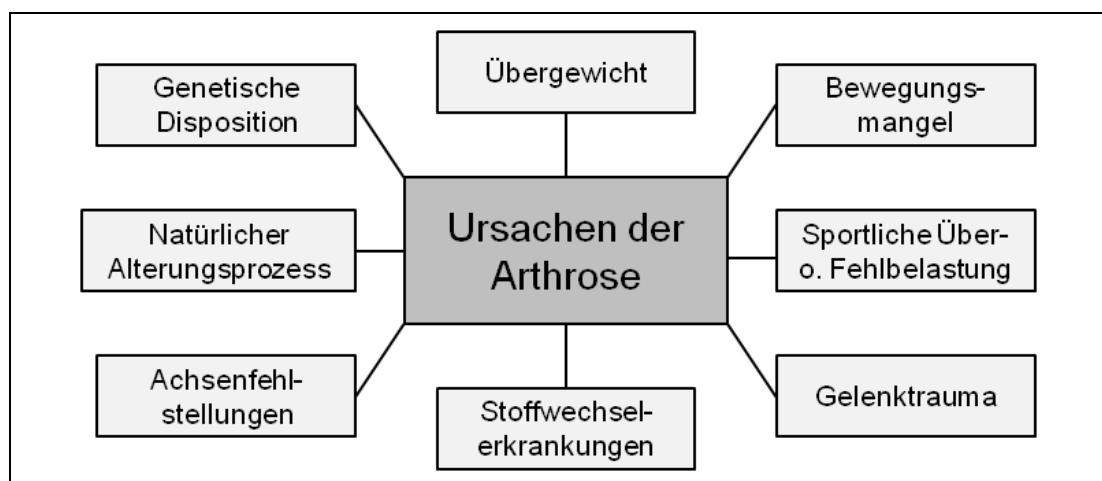 Übergewicht
Genetische
Disposition
Bewegungs-
mangel
Ursachen der
Arthrose
Natürlicher
Alterungsprozess
Sportliche Über-
o. Fehlbelastung
Achsenfehl-
stellungen
Stoffwechsel-
erkrankungen
Gelenktrauma